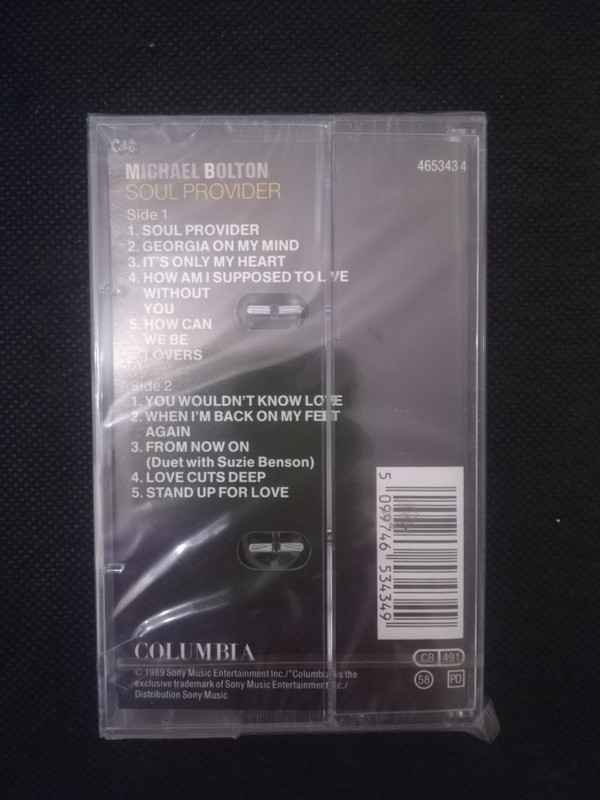 MICHAEL BOLTON
465343 4
SOUL PROVIDER
Side 1
1. SOUL PROVIDER
2. GEORGIA ON MY MIND
3. IT'S ONLY MY HEART
4. HOW AM I SUPPOSED TO LIVE
WITHOUT
YOU
5. HOW CAN
WE BE
LOVERS
Side 2
1. YOU WOULDN'T KNOW LOVE
2. WHEN I'M BACK ON MY FEET
AGAIN
3. FROM NOW ON
(Duet with Suzie Benson)
4. LOVE CUTS DEEP
5. STAND UP FOR LOVE
5 099746 534349
COLUMBIA
CB 491
58 PD
© 1989 Sony Music Entertainment Inc./"Columbia" is the
exclusive trademark of Sony Music Entertainment Inc./
Distribution Sony Music